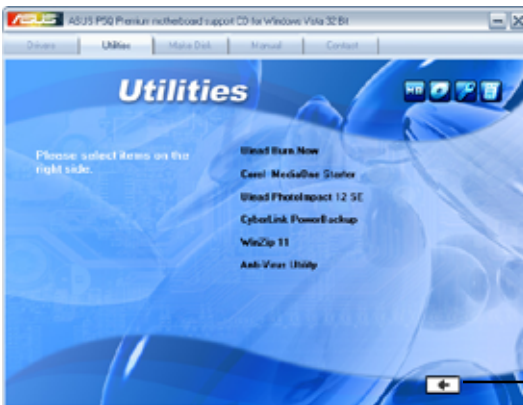 ASUS
ASUS P5Q Premium motherboard support CD for Windows Vista 32 Bit
Drivers
Utilities
Make Disk
Manual
Contact
Utilities
Please select items on the
right side.
Ulead Burn Now
Corel MediaOne Starter
Ulead PhotoImpact 12 SE
CyberLink PowerBackup
WinZip 11
Anti-Virus Utility